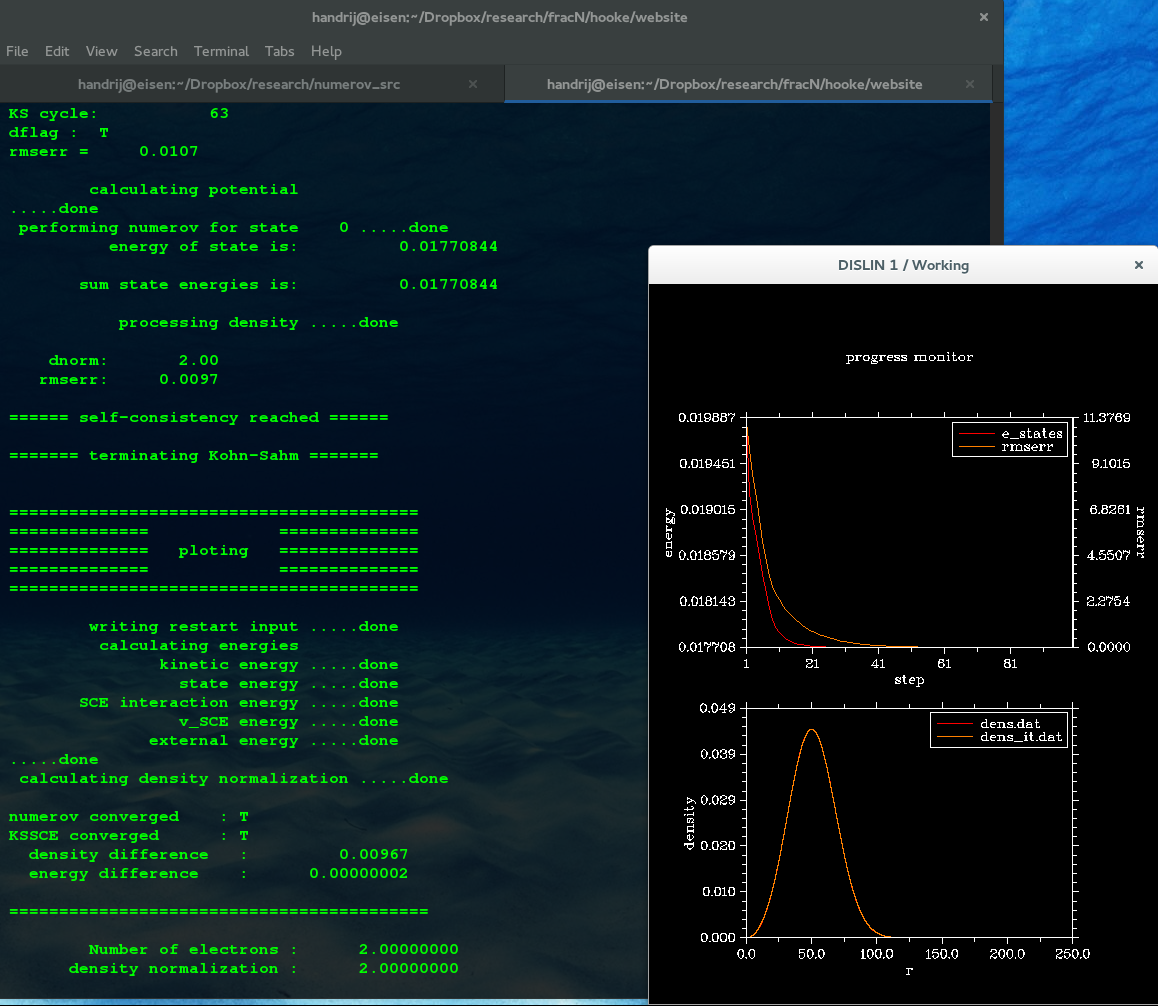 handrij@eisen:~/Dropbox/research/fracN/hooke/website ×
File Edit View Search Terminal Tabs Help
handrij@eisen:~/Dropbox/research/numerov_src × handrij@eisen:~/Dropbox/research/fracN/hooke/website ×
KS cycle: 63
dflag : T
rmserr = 0.0107
calculating potential
.....done
performing numerov for state 0 .....done
energy of state is: 0.01770844
sum state energies is: 0.01770844
processing density .....done
dnorm: 2.00
rmserr: 0.0097
====== self-consistency reached ======
======= terminating Kohn-Sahm =======
=========================================
============== ==============
============== ploting ==============
============== ==============
=========================================
writing restart input .....done
calculating energies
kinetic energy .....done
state energy .....done
SCE interaction energy .....done
v_SCE energy .....done
external energy .....done
.....done
calculating density normalization .....done
numerov converged : T
KSSCE converged : T
density difference : 0.00967
energy difference : 0.00000002
==========================================
Number of electrons : 2.00000000
density normalization : 2.00000000
DISLIN 1 / Working ×
progress monitor
0.019887
0.019451
0.019015
0.018579
0.018143
0.017708
energy
e_states
rmserr
11.3769
9.1015
6.8261
4.5507
2.2754
0.0000
rmserr
1 21 41 61 81
step
0.049
0.039
0.029
0.020
0.010
0.000
density
dens.dat
dens_it.dat
0.0 50.0 100.0 150.0 200.0 250.0
r